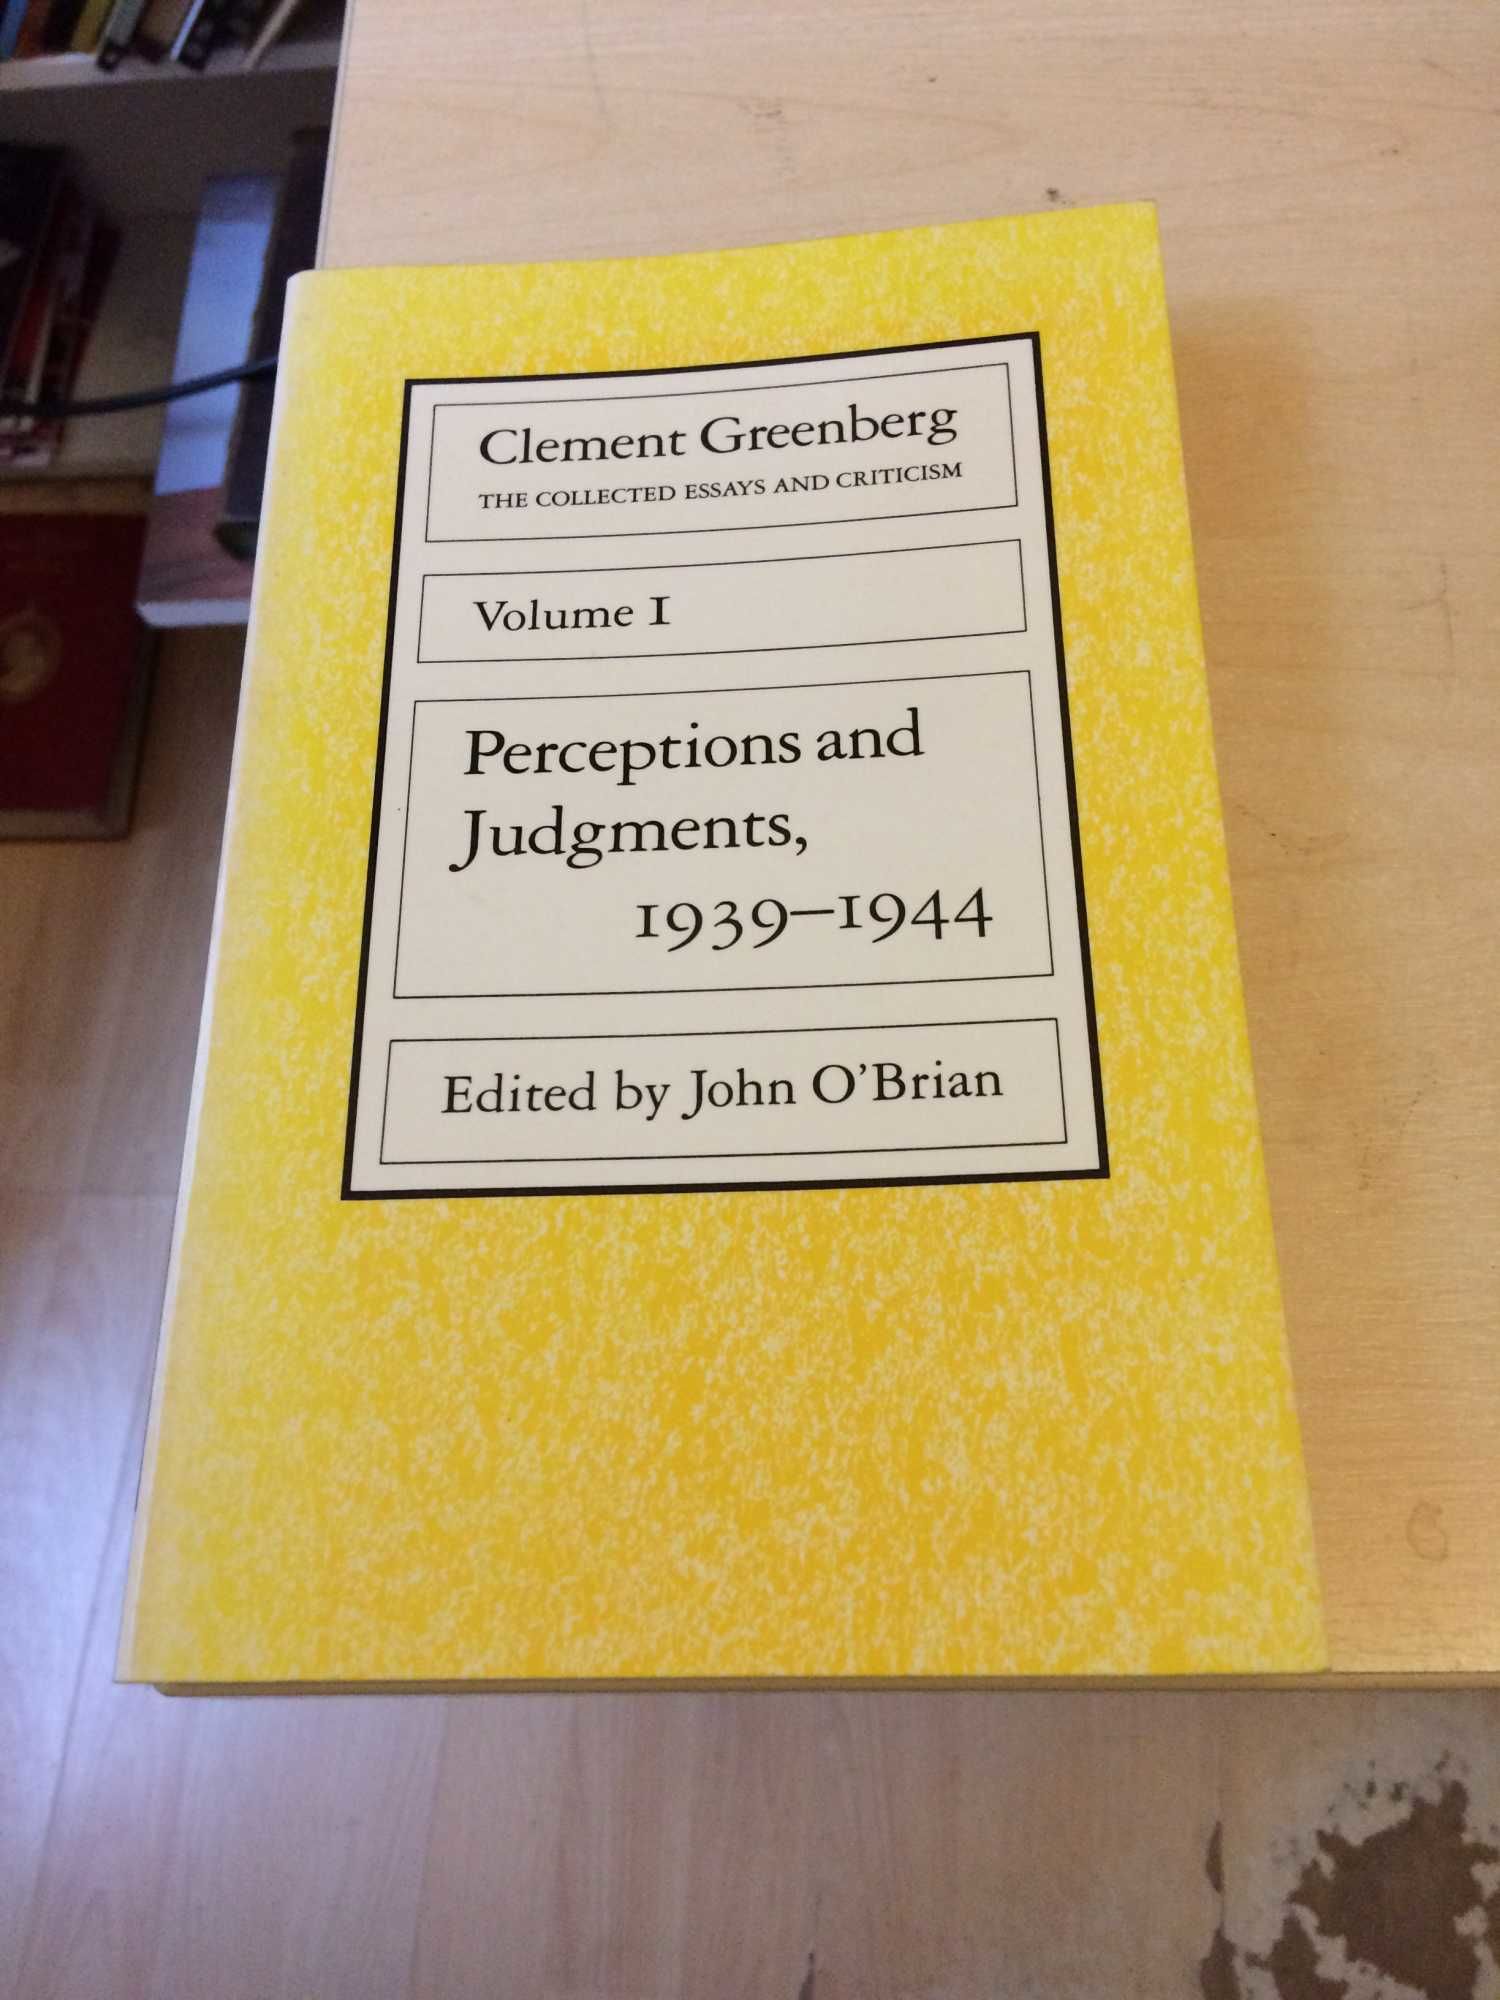 Clement Greenberg
THE COLLECTED ESSAYS AND CRITICISM
Volume I
Perceptions and
Judgments,
1939–1944
Edited by John O'Brian